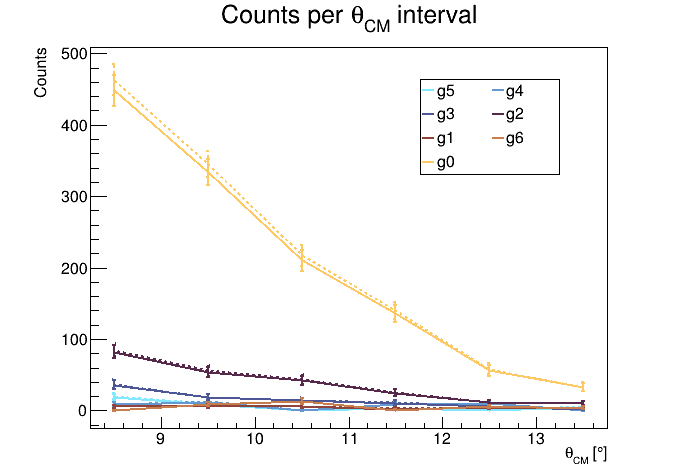 Counts per θCM interval
Counts
500
400
300
200
100
0
g5 g4
g3 g2
g1 g6
g0
9 10 11 12 13
θCM [°]